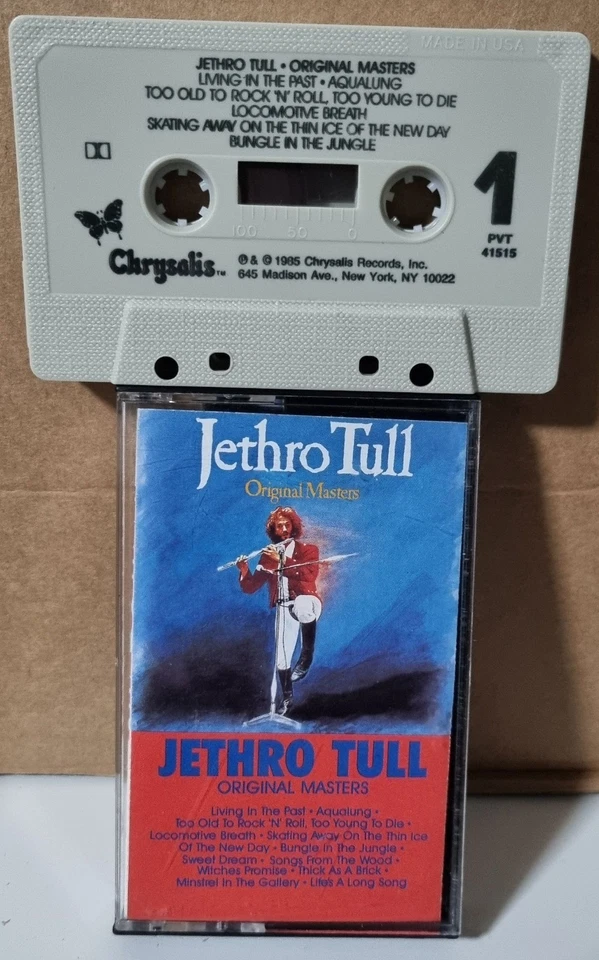 MADE IN USA
JETHRO TULL • ORIGINAL MASTERS
LIVING IN THE PAST • AQUALUNG
TOO OLD TO ROCK 'N' ROLL, TOO YOUNG TO DIE
LOCOMOTIVE BREATH
SKATING AWAY ON THE THIN ICE OF THE NEW DAY
BUNGLE IN THE JUNGLE
1
100 50 0
PVT
41515
Chrysalis™
℗ & © 1985 Chrysalis Records, Inc.
645 Madison Ave., New York, NY 10022
Jethro Tull
Original Masters
JETHRO TULL
ORIGINAL MASTERS
Living In The Past • Aqualung •
Too Old To Rock 'N' Roll, Too Young To Die •
Locomotive Breath • Skating Away On The Thin Ice
Of The New Day • Bungle In The Jungle •
Sweet Dream • Songs From The Wood •
Witches Promise • Thick As A Brick •
Minstrel In The Gallery • Life's A Long Song